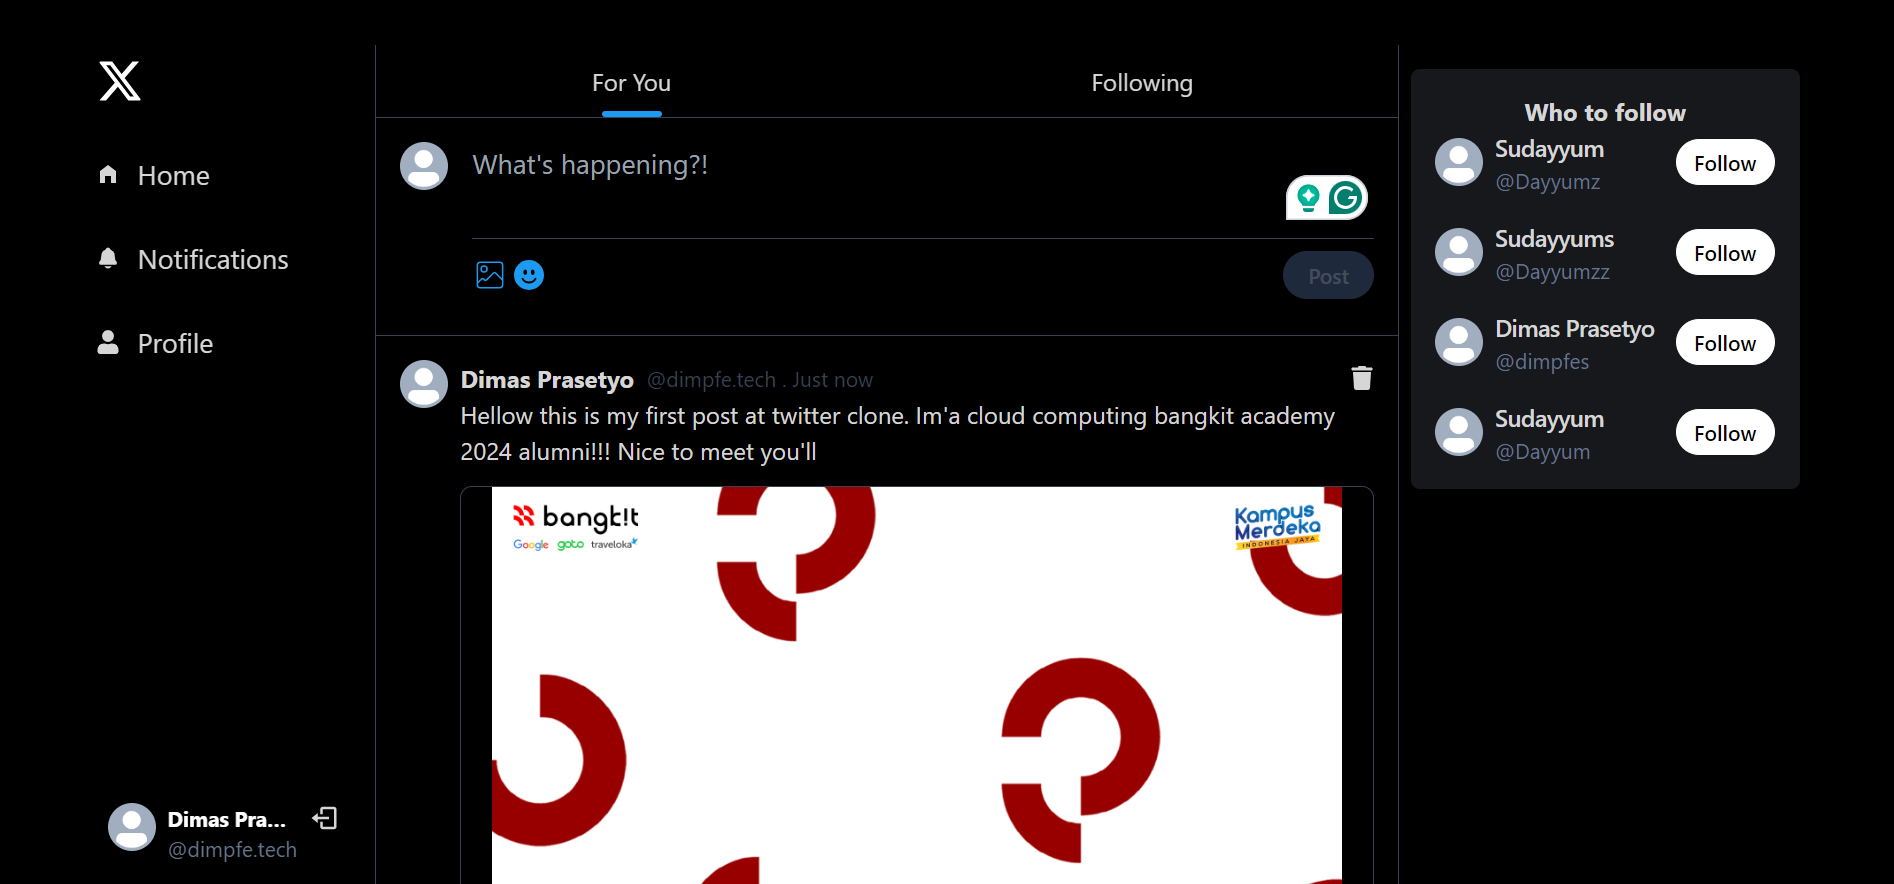 Home
Notifications
Profile
Dimas Pra...
@dimpfe.tech
For You
Following
What's happening?!
Post
Dimas Prasetyo @dimpfe.tech . Just now
Hellow this is my first post at twitter clone. Im'a cloud computing bangkit academy
2024 alumni!!! Nice to meet you'll
bangk!t
Google goto traveloka
Kampus
Merdeka
INDONESIA JAYA
Who to follow
Sudayyum
@Dayyumz
Follow
Sudayyums
@Dayyumzz
Follow
Dimas Prasetyo
@dimpfes
Follow
Sudayyum
@Dayyum
Follow